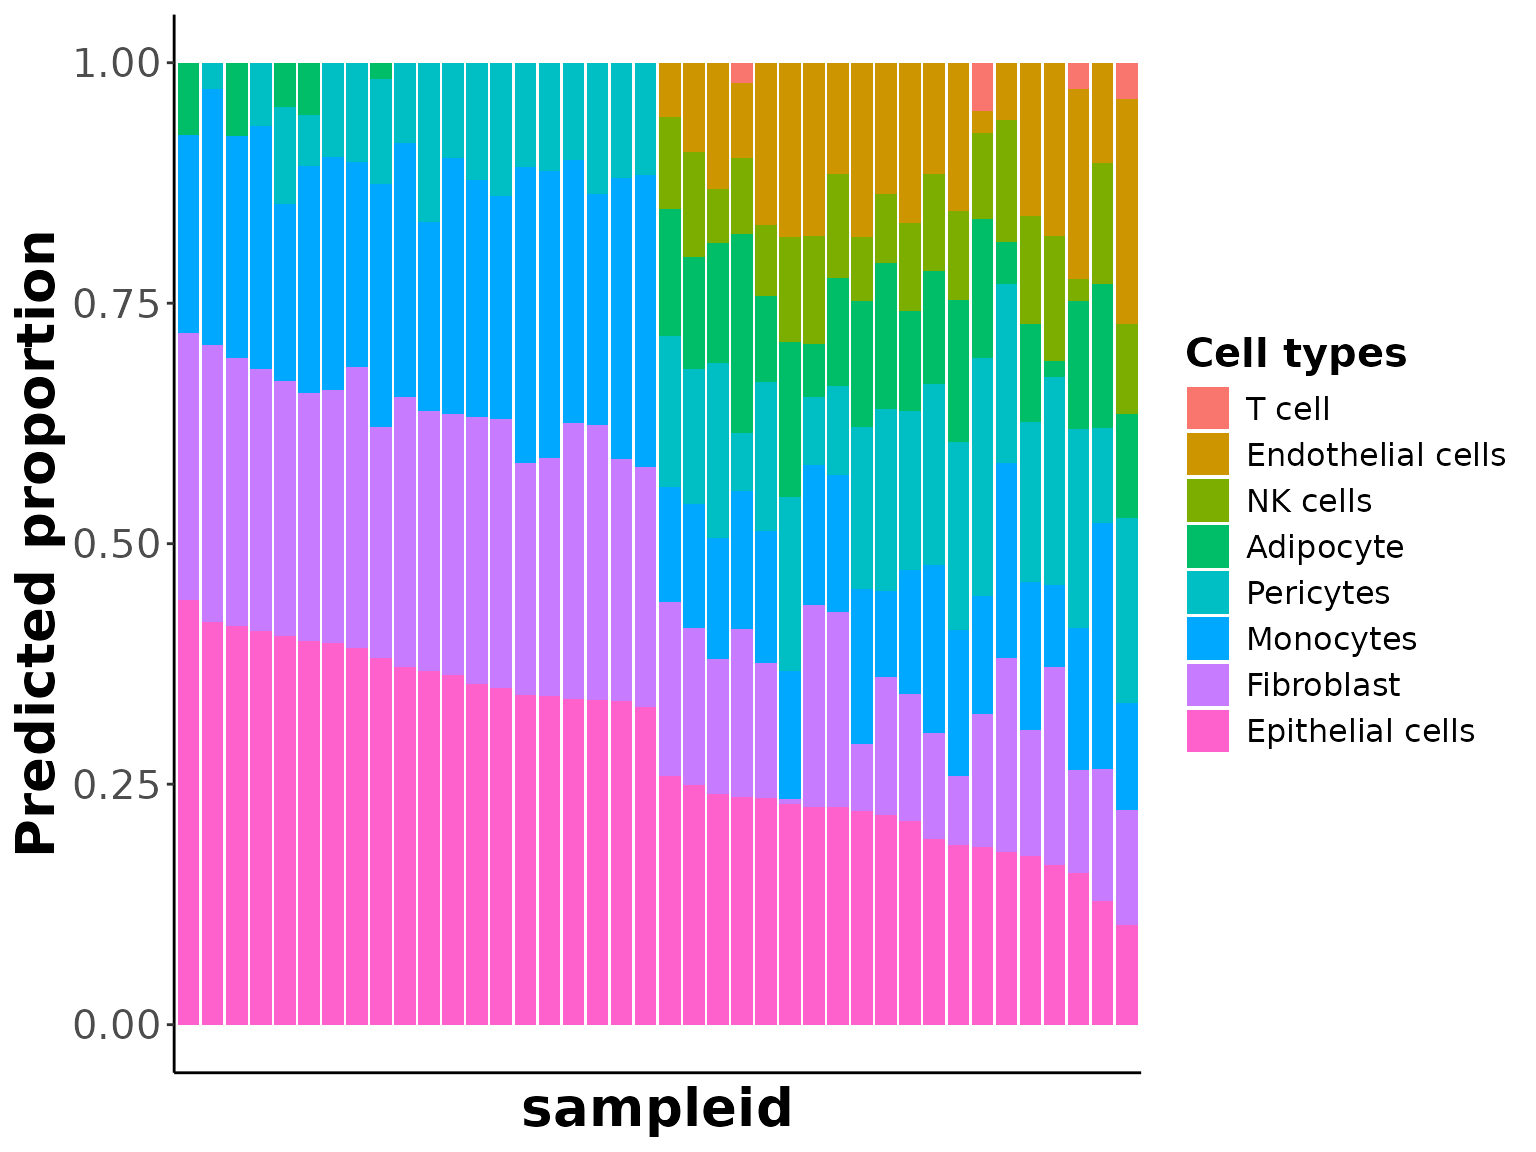 Predicted proportion
1.00
0.75
0.50
0.25
0.00
sampleid
Cell types
T cell
Endothelial cells
NK cells
Adipocyte
Pericytes
Monocytes
Fibroblast
Epithelial cells